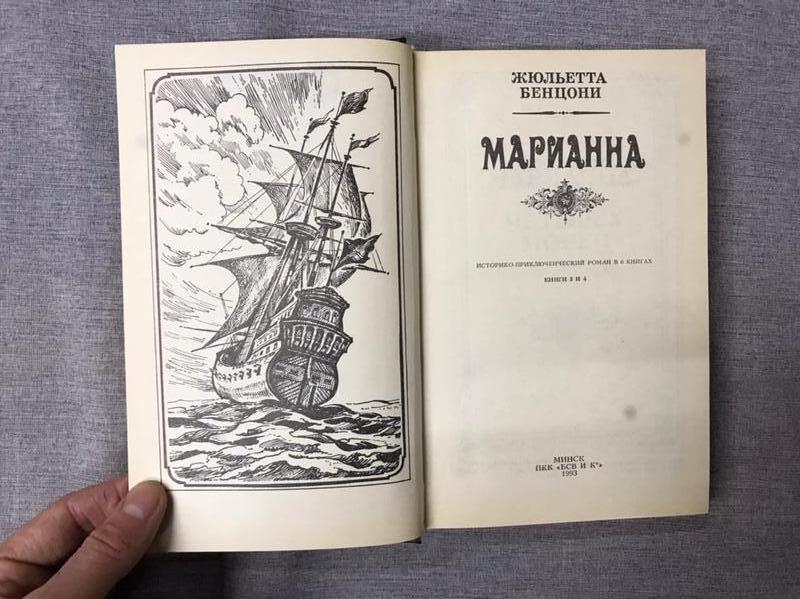 ЖЮЛЬЕТТА
БЕНЦОНИ
МАРИАННА
ИСТОРИКО-ПРИКЛЮЧЕНЧЕСКИЙ РОМАН В 6 КНИГАХ
КНИГИ 3 И 4
МИНСК
ПКК «БСВ И К°»
1993